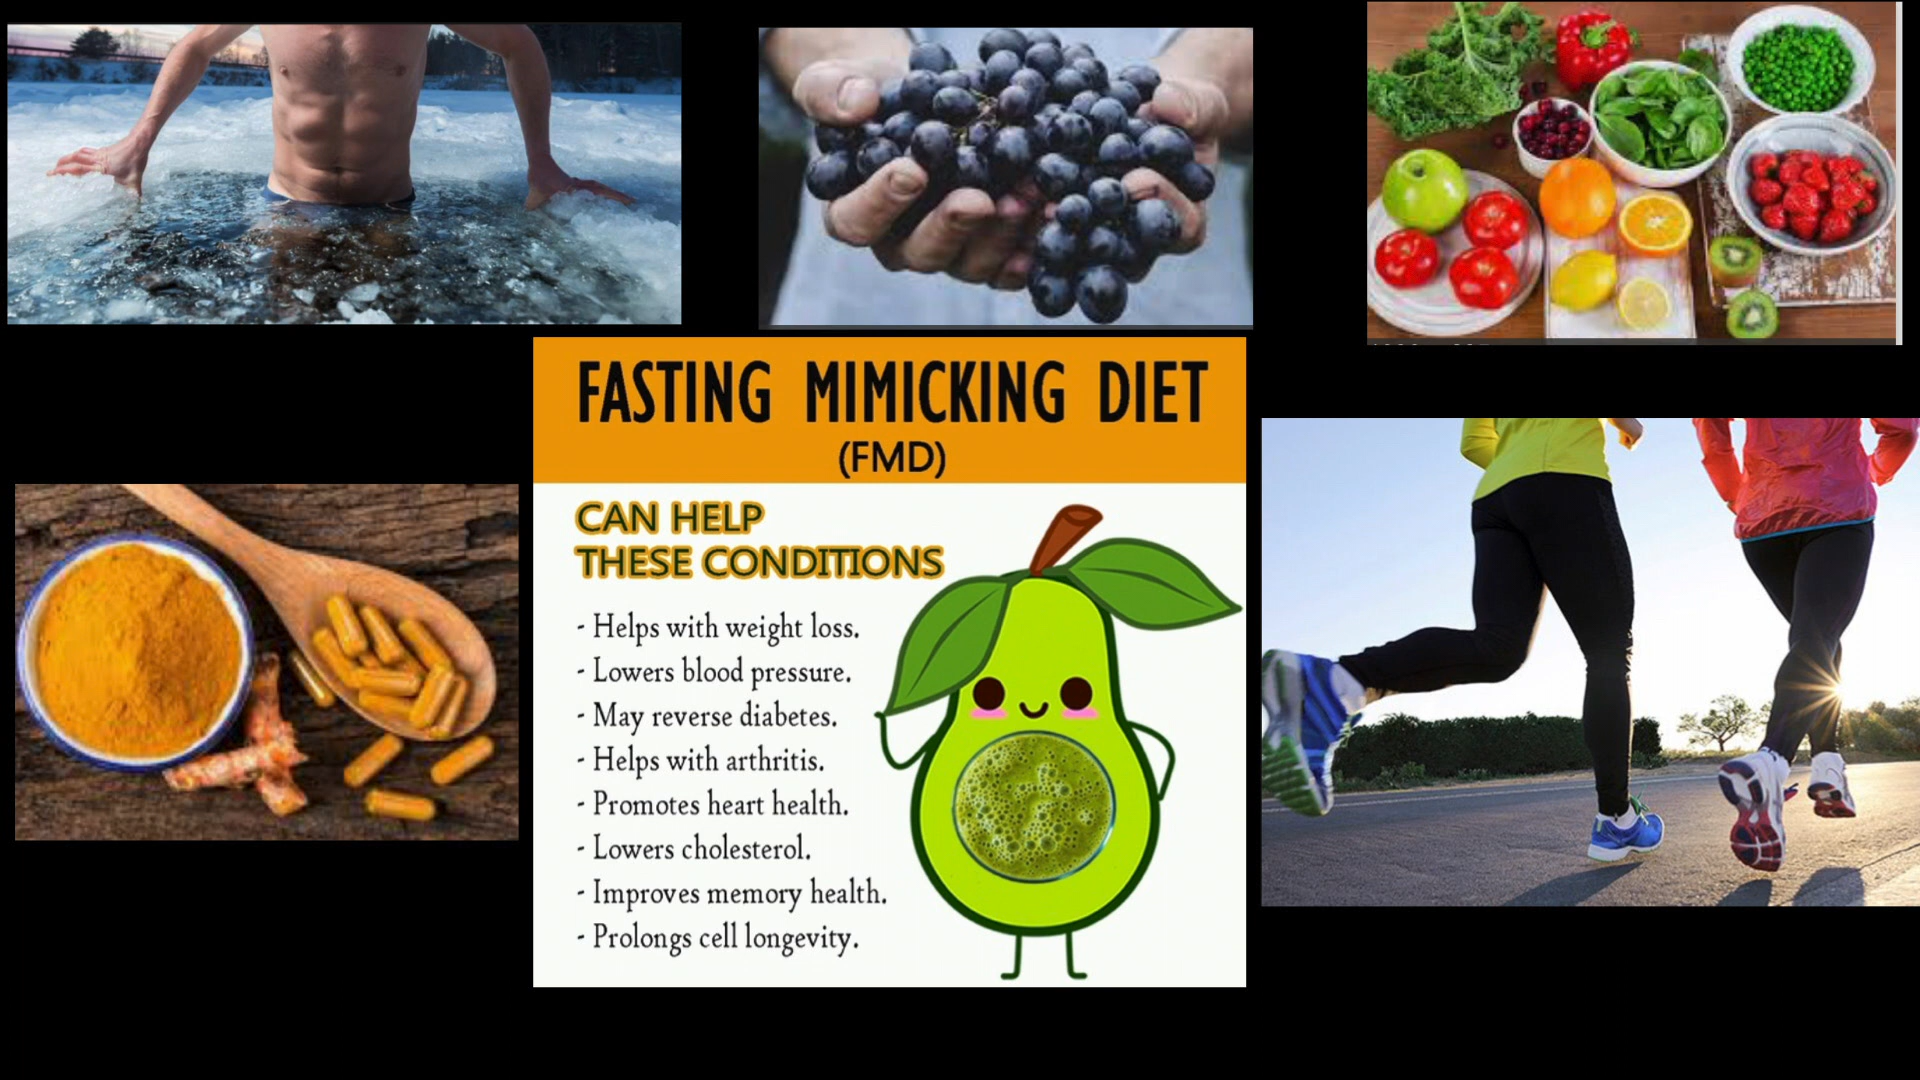 FASTING MIMICKING DIET
(FMD)
CAN HELP
THESE CONDITIONS
- Helps with weight loss.
- Lowers blood pressure.
- May reverse diabetes.
- Helps with arthritis.
- Promotes heart health.
- Lowers cholesterol.
- Improves memory health.
- Prolongs cell longevity.